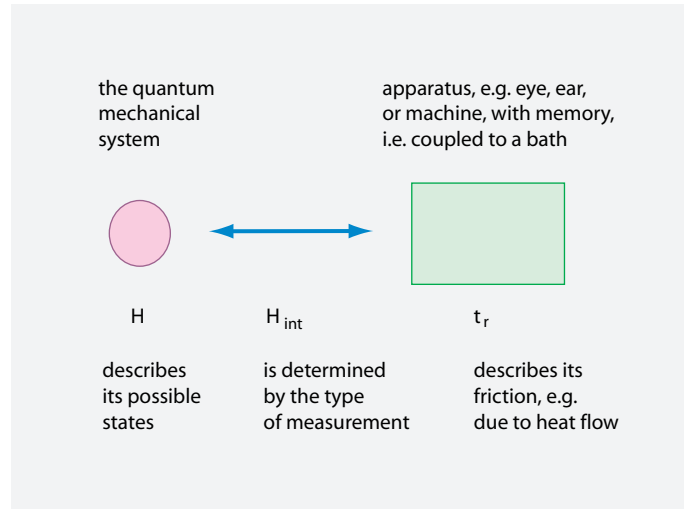 the quantum
mechanical
system
apparatus, e.g. eye, ear,
or machine, with memory,
i.e. coupled to a bath
H
H int
t r
describes
its possible
states
is determined
by the type
of measurement
describes its
friction, e.g.
due to heat flow